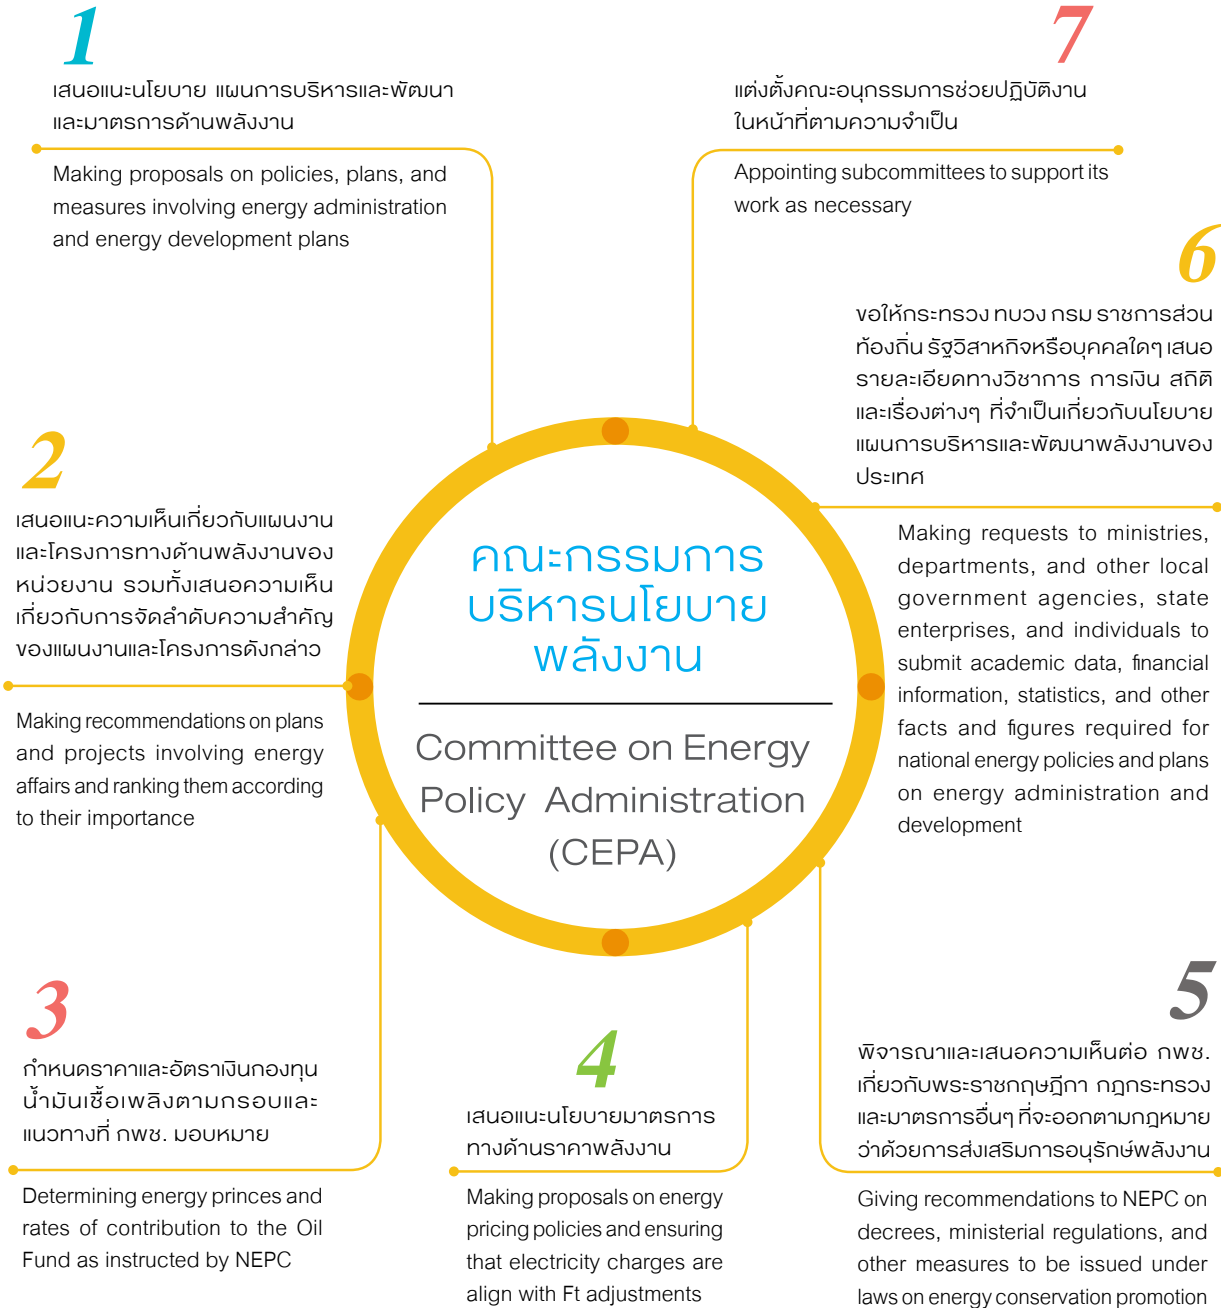 1
เสนอแนะนโยบาย แผนการบริหารและพัฒนา
และมาตรการด้านพลังงาน
Making proposals on policies, plans, and
measures involving energy administration
and energy development plans
2
เสนอแนะความเห็นเกี่ยวกับแผนงาน
และโครงการทางด้านพลังงานของ
หน่วยงาน รวมทั้งเสนอความเห็น
เกี่ยวกับการจัดลำดับความสำคัญ
ของแผนงานและโครงการดังกล่าว
Making recommendations on plans
and projects involving energy
affairs and ranking them according
to their importance
3
กำหนดราคาและอัตราเงินกองทุน
น้ำมันเชื้อเพลิงตามกรอบและ
แนวทางที่ กพช. มอบหมาย
Determining energy princes and
rates of contribution to the Oil
Fund as instructed by NEPC
คณะกรรมการ
บริหารนโยบาย
พลังงาน
Committee on Energy
Policy Administration
(CEPA)
4
เสนอแนะนโยบายมาตรการ
ทางด้านราคาพลังงาน
Making proposals on energy
pricing policies and ensuring
that electricity charges are
align with Ft adjustments
5
พิจารณาและเสนอความเห็นต่อ กพช.
เกี่ยวกับพระราชกฤษฎีกา กฎกระทรวง
และมาตรการอื่นๆ ที่จะออกตามกฎหมาย
ว่าด้วยการส่งเสริมการอนุรักษ์พลังงาน
Giving recommendations to NEPC on
decrees, ministerial regulations, and
other measures to be issued under
laws on energy conservation promotion
6
ขอให้กระทรวง ทบวง กรม ราชการส่วน
ท้องถิ่น รัฐวิสาหกิจหรือบุคคลใดๆ เสนอ
รายละเอียดทางวิชาการ การเงิน สถิติ
และเรื่องต่างๆ ที่จำเป็นเกี่ยวกับนโยบาย
แผนการบริหารและพัฒนาพลังงานของ
ประเทศ
Making requests to ministries,
departments, and other local
government agencies, state
enterprises, and individuals to
submit academic data, financial
information, statistics, and other
facts and figures required for
national energy policies and plans
on energy administration and
development
7
แต่งตั้งคณะอนุกรรมการช่วยปฏิบัติงาน
ในหน้าที่ตามความจำเป็น
Appointing subcommittees to support its
work as necessary